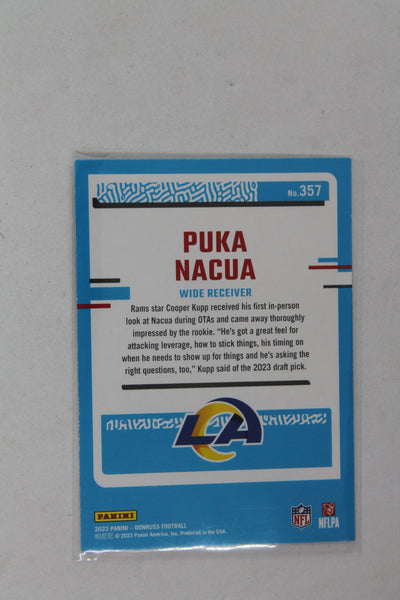 No.357
PUKA
NACUA
WIDE RECEIVER
Rams star Cooper Kupp received his first in-person
look at Nacua during OTAs and came away thoroughly
impressed by the rookie. “He’s got a great feel for
attacking leverage, how to stick things, his timing on
when he needs to show up for things and he’s asking the
right questions, too,” Kupp said of the 2023 draft pick.
LA
PANINI
2023 PANINI – DONRUSS FOOTBALL
© 2023 Panini America, Inc. Produced in the USA.
NFL
NFLPA